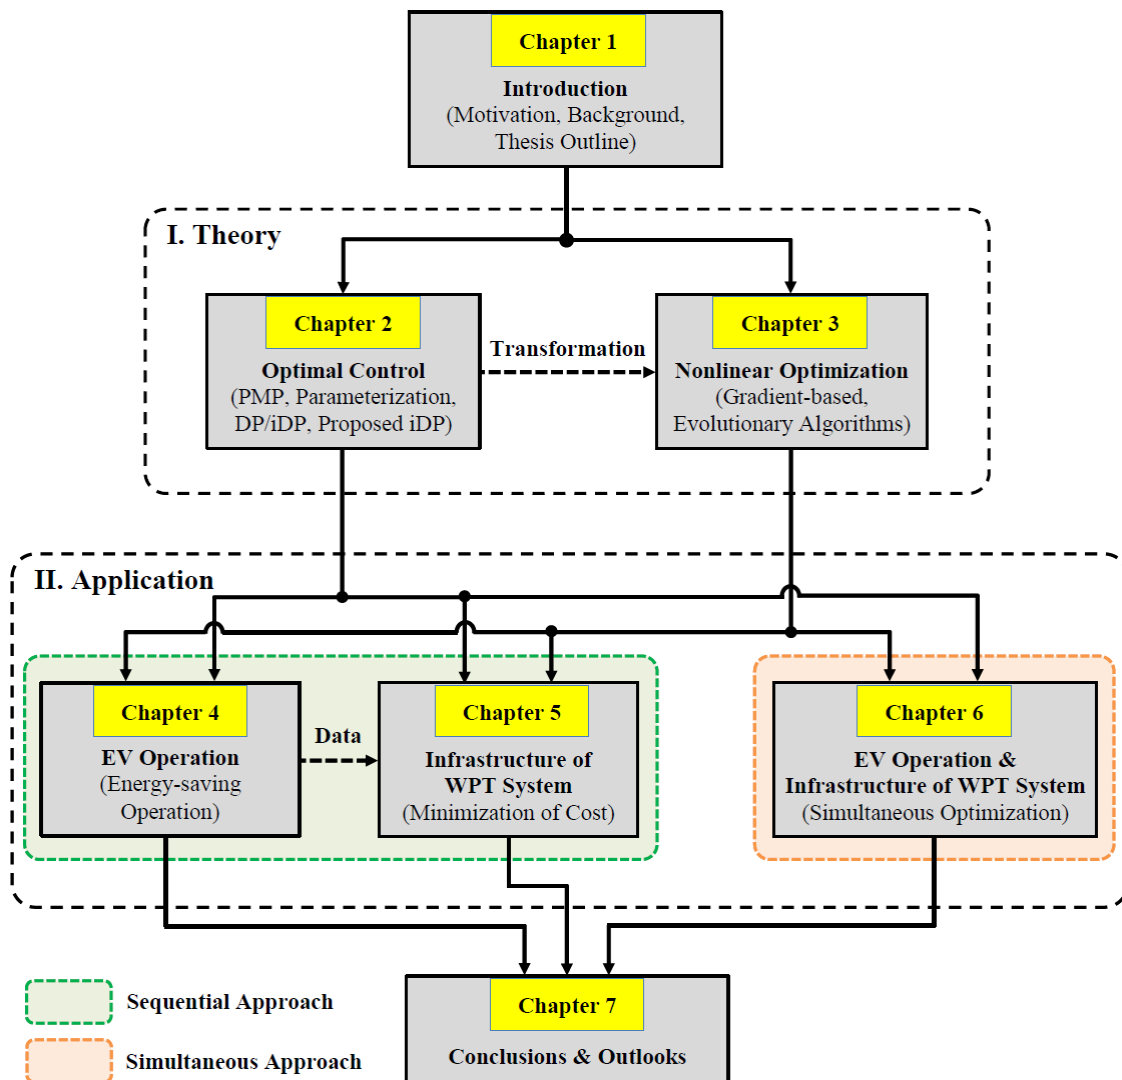 Chapter 1
Introduction
(Motivation, Background,
Thesis Outline)
I. Theory
Chapter 2
Optimal Control
(PMP, Parameterization,
DP/iDP, Proposed iDP)
Transformation
Chapter 3
Nonlinear Optimization
(Gradient-based,
Evolutionary Algorithms)
II. Application
Chapter 4
EV Operation
(Energy-saving
Operation)
Data
Chapter 5
Infrastructure of
WPT System
(Minimization of Cost)
Chapter 6
EV Operation &
Infrastructure of WPT System
(Simultaneous Optimization)
Chapter 7
Conclusions & Outlooks
Sequential Approach
Simultaneous Approach